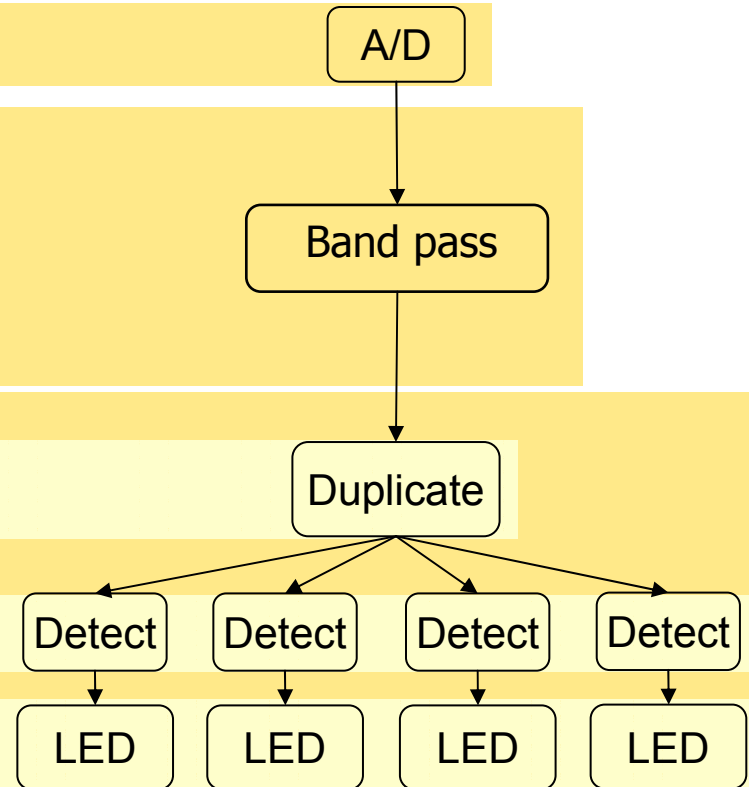 A/D
Band pass
Duplicate
Detect
Detect
Detect
Detect
LED
LED
LED
LED